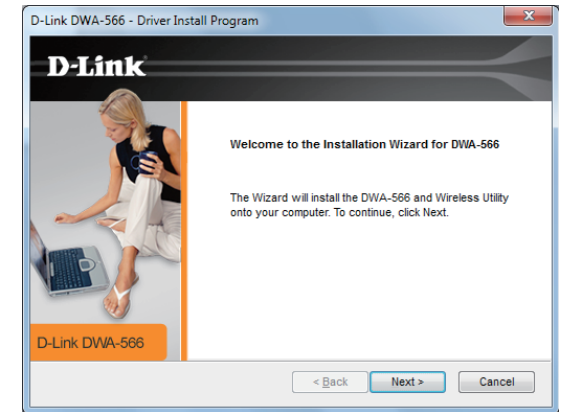 D-Link DWA-566 - Driver Install Program
D-Link
Welcome to the Installation Wizard for DWA-566
The Wizard will install the DWA-566 and Wireless Utility
onto your computer. To continue, click Next.
D-Link DWA-566
< Back Next > Cancel